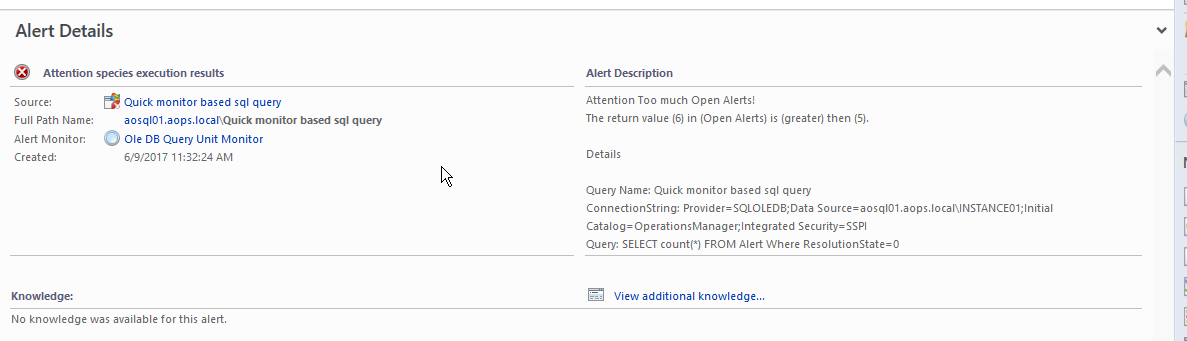 Alert Details
Attention species execution results
Source: Quick monitor based sql query
Full Path Name: aosql01.aops.local\Quick monitor based sql query
Alert Monitor: Ole DB Query Unit Monitor
Created: 6/9/2017 11:32:24 AM
Alert Description
Attention Too much Open Alerts!
The return value (6) in (Open Alerts) is (greater) then (5).
Details
Query Name: Quick monitor based sql query
ConnectionString: Provider=SQLOLEDB;Data Source=aosql01.aops.local\INSTANCE01;Initial
Catalog=OperationsManager;Integrated Security=SSPI
Query: SELECT count(*) FROM Alert Where ResolutionState=0
Knowledge:
View additional knowledge...
No knowledge was available for this alert.